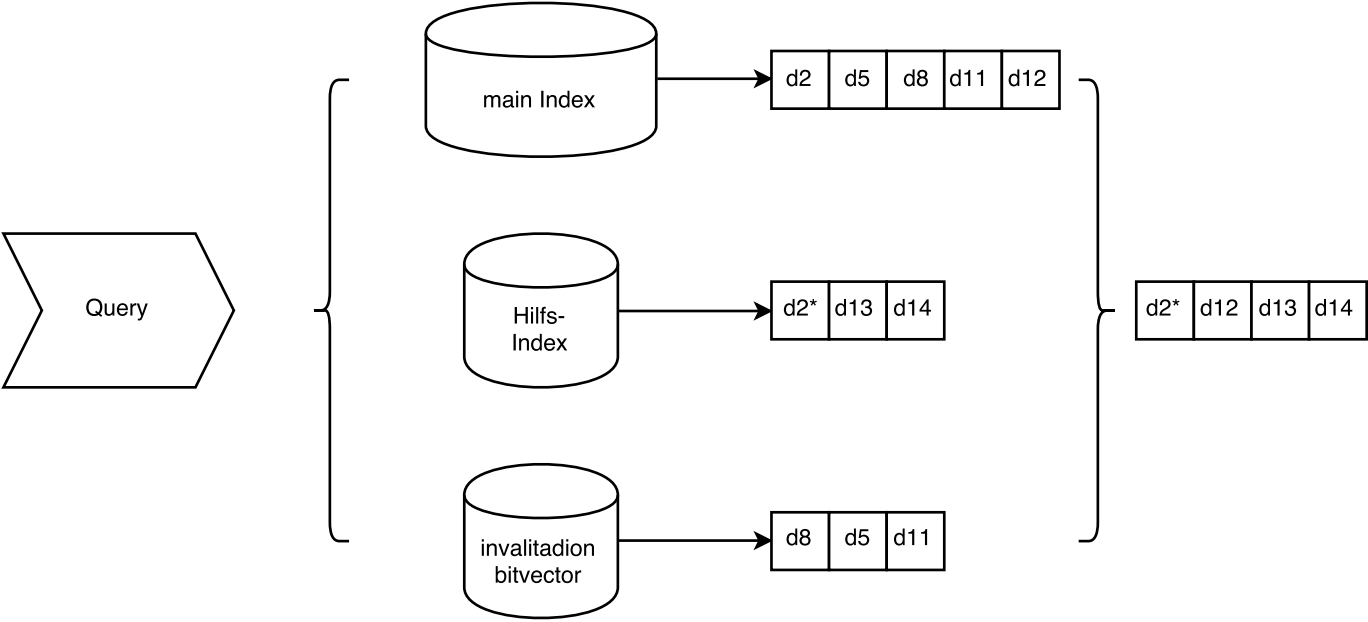 Query
main Index
d2 d5 d8 d11 d12
Hilfs-
Index
d2* d13 d14
invalitadion
bitvector
d8 d5 d11
d2* d12 d13 d14